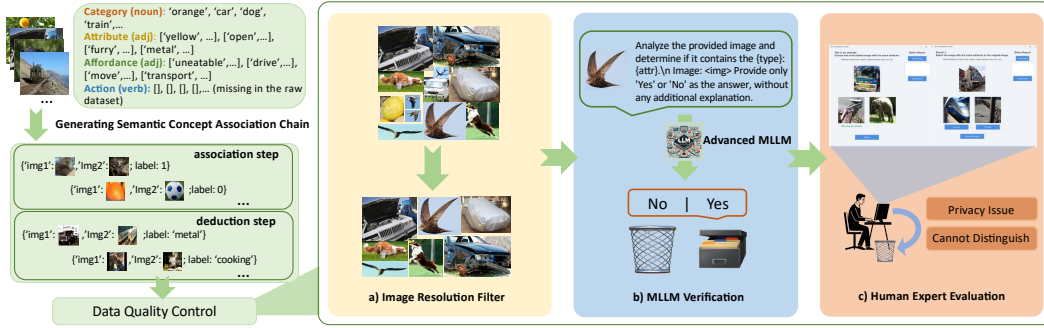 Category (noun): 'orange', 'car', 'dog',
'train',...
Attribute (adj): ['yellow', ...], ['open',...],
['furry', ...], ['metal', ...]
Affordance (adj): ['uneatable',...], ['drive',...],
['move',...], ['transport', ...]
Action (verb): [], [], [], [],... (missing in the raw
dataset)
...
Generating Semantic Concept Association Chain
association step
{'img1': ,'Img2': ; label: 1}
{'img1': ,'Img2': ;label: 0}
...
deduction step
{'img1': ,'Img2': ;label: 'metal'}
{'img1': ,'Img2': ; label: 'cooking'}
...
Data Quality Control
a) Image Resolution Filter
Analyze the provided image and
determine if it contains the {type}:
{attr}.\n Image: <img> Provide only
'Yes' or 'No' as the answer, without
any additional explanation.
LLM
Advanced MLLM
No | Yes
b) MLLM Verification
Privacy Issue
Cannot Distinguish
c) Human Expert Evaluation